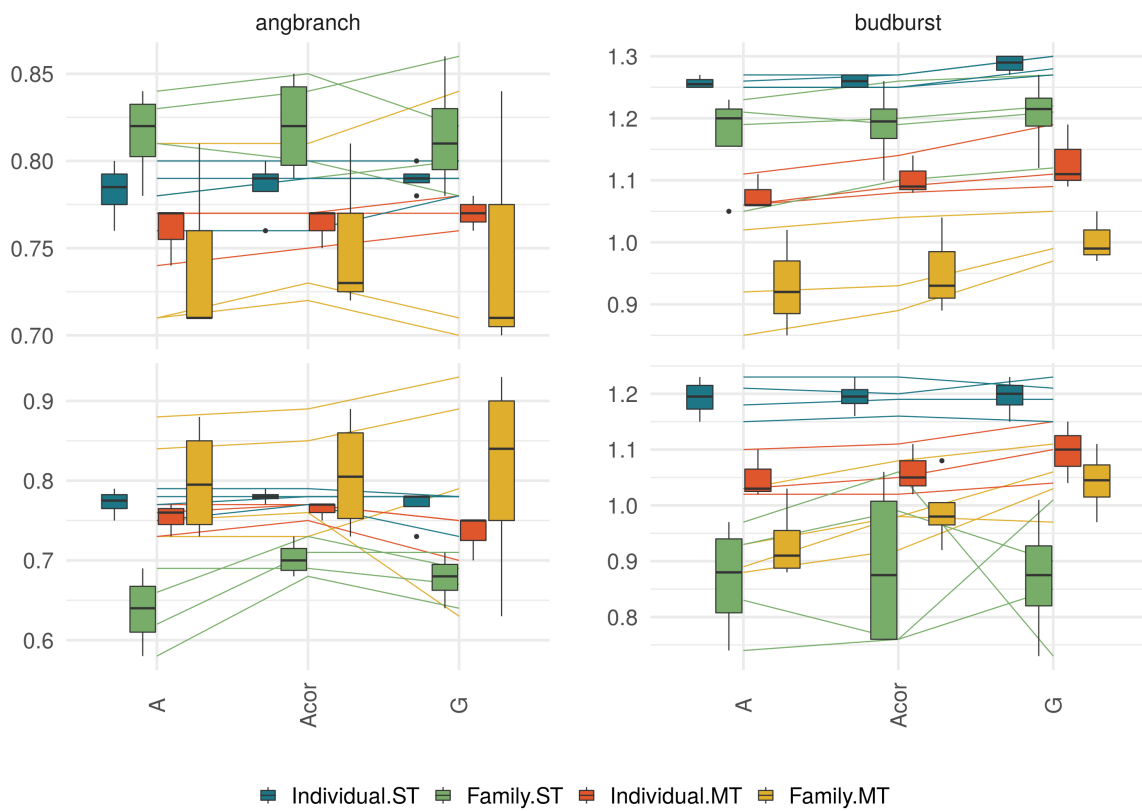 angbranch
budburst
0.85
0.80
0.75
0.70
1.3
1.2
1.1
1.0
0.9
0.9
0.8
0.7
0.6
1.2
1.1
1.0
0.9
0.8
A
Acor
G
A
Acor
G
Individual.ST Family.ST Individual.MT Family.MT